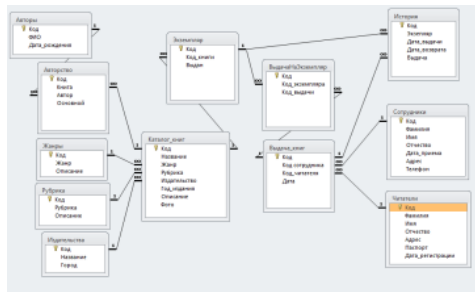 Авторы
Код
ФИО
Дата_рождения
Авторство
Код
Книга
Автор
Основной
Жанры
Код
Жанр
Описание
Рубрика
Код
Рубрика
Описание
Издательства
Код
Название
Город
Экземпляр
Код
Код_книги
Выдан
Каталог_книг
Код
Название
Жанр
Рубрика
Издательство
Год_издания
Описание
Фото
ВыдачаНаЭкземпляр
Код
Код_экземпляра
Код_выдачи
Выдача_книг
Код
Код сотрудника
Код_читателя
Дата
История
Код
Экземпляр
Дата_выдачи
Дата_возврата
Выдача
Сотрудники
Код
Фамилия
Имя
Отчество
Дата_приема
Адрес
Телефон
Читатели
Код
Фамилия
Имя
Отчество
Адрес
Паспорт
Дата_регистрации